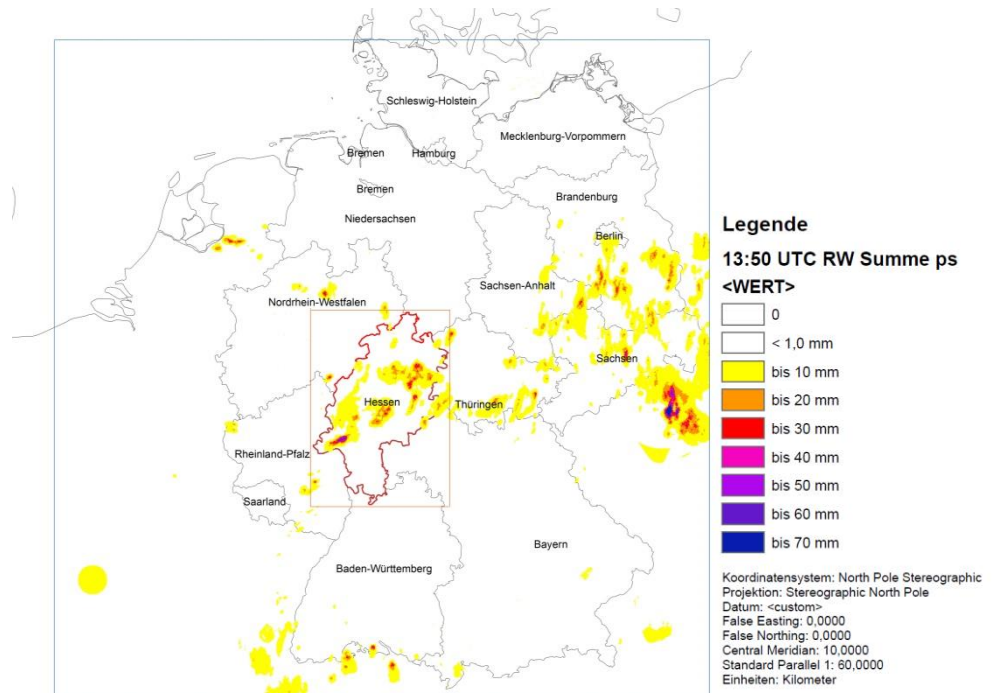 Schleswig-Holstein
Mecklenburg-Vorpommern
Bremen
Hamburg
Bremen
Brandenburg
Niedersachsen
Berlin
Sachsen-Anhalt
Nordrhein-Westfalen
Sachsen
Hessen
Thüringen
Rheinland-Pfalz
Saarland
Bayern
Baden-Württemberg
Legende
13:50 UTC RW Summe ps
<WERT>
0
< 1,0 mm
bis 10 mm
bis 20 mm
bis 30 mm
bis 40 mm
bis 50 mm
bis 60 mm
bis 70 mm
Koordinatensystem: North Pole Stereographic
Projektion: Stereographic North Pole
Datum: <custom>
False Easting: 0,0000
False Northing: 0,0000
Central Meridian: 10,0000
Standard Parallel 1: 60,0000
Einheiten: Kilometer